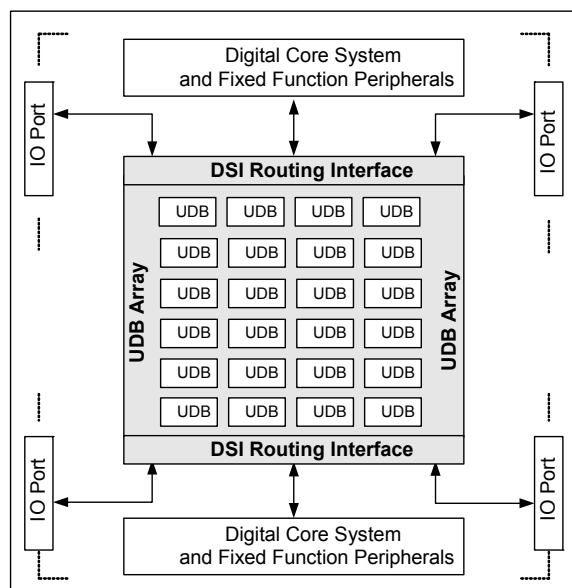 Digital Core System
and Fixed Function Peripherals
IO Port
IO Port
DSI Routing Interface
UDB UDB UDB UDB
UDB UDB UDB UDB
UDB UDB UDB UDB
UDB UDB UDB UDB
UDB UDB UDB UDB
UDB UDB UDB UDB
UDB Array
UDB Array
DSI Routing Interface
IO Port
IO Port
Digital Core System
and Fixed Function Peripherals